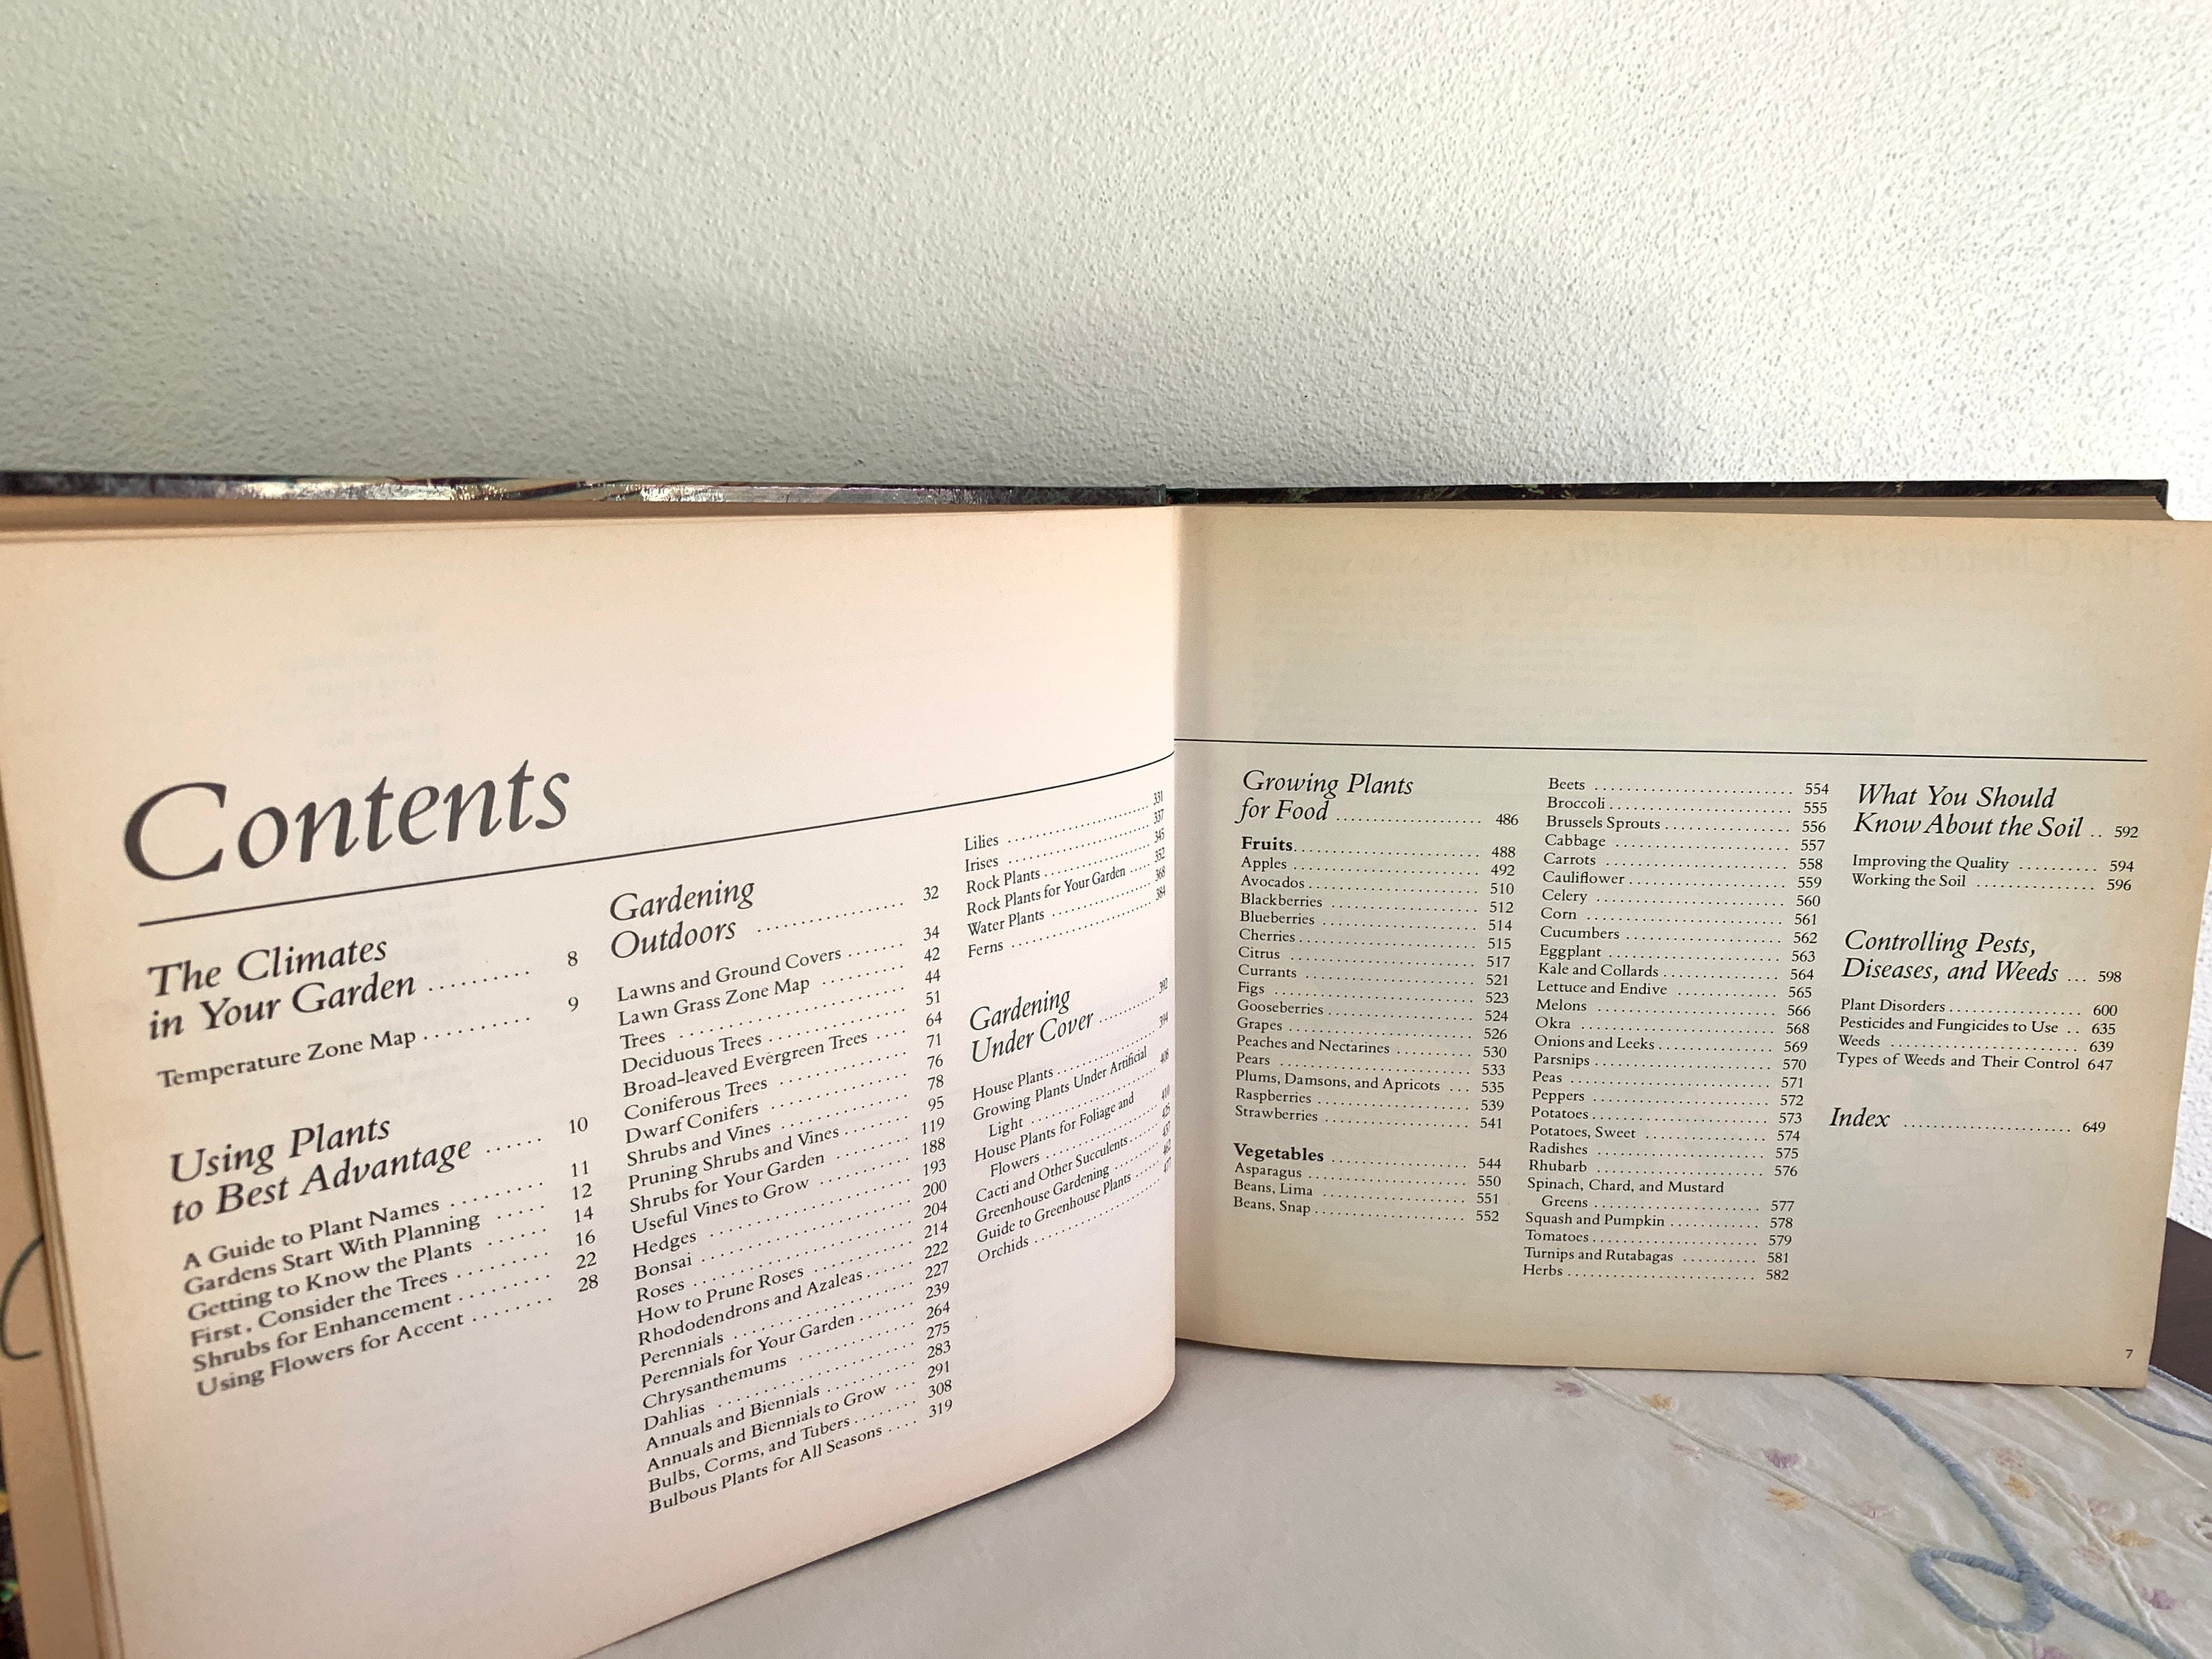 Contents
The Climates
in Your Garden .......... 8
Temperature Zone Map .......... 9
Using Plants
to Best Advantage ...... 10
A Guide to Plant Names ......... 11
Gardens Start With Planning ..... 12
Getting to Know the Plants ...... 14
First, Consider the Trees ......... 16
Shrubs for Enhancement ......... 22
Using Flowers for Accent ........ 28
Gardening
Outdoors ............... 32
Lawns and Ground Covers ...... 34
Lawn Grass Zone Map ......... 42
Trees ......................... 44
Deciduous Trees ............... 51
Broad-leaved Evergreen Trees .... 64
Coniferous Trees .............. 71
Dwarf Conifers ................ 76
Shrubs and Vines .............. 78
Pruning Shrubs and Vines ....... 95
Shrubs for Your Garden ........ 119
Useful Vines to Grow .......... 188
Hedges ....................... 193
Bonsai ....................... 200
Roses ........................ 204
How to Prune Roses ........... 214
Rhododendrons and Azaleas ...... 222
Perennials .................... 227
Perennials for Your Garden ...... 239
Chrysanthemums .............. 264
Dahlias ...................... 275
Annuals and Biennials .......... 283
Annuals and Biennials to Grow ... 291
Bulbs, Corms, and Tubers ........ 308
Bulbous Plants for All Seasons .... 319
Lilies ..................... 331
Irises ..................... 337
Rock Plants ................ 345
Rock Plants for Your Garden .... 352
Water Plants ............... 368
Ferns ..................... 384
Gardening
Under Cover .......... 392
House Plants ................ 394
Growing Plants Under Artificial
Light ..................... 408
House Plants for Foliage and
Flowers ................... 410
Cacti and Other Succulents ...... 425
Greenhouse Gardening ......... 437
Guide to Greenhouse Plants ...... 462
Orchids .................... 477
Growing Plants
for Food .................... 486
Fruits............................ 488
Apples .......................... 492
Avocados........................ 510
Blackberries ..................... 512
Blueberries ...................... 514
Cherries......................... 515
Citrus .......................... 517
Currants ........................ 521
Figs ............................ 523
Gooseberries..................... 524
Grapes .......................... 526
Peaches and Nectarines ............ 530
Pears ........................... 533
Plums, Damsons, and Apricots ... 535
Raspberries ...................... 539
Strawberries ..................... 541
Vegetables ...................... 544
Asparagus ....................... 550
Beans, Lima ..................... 551
Beans, Snap...................... 552
Beets ........................... 554
Broccoli......................... 555
Brussels Sprouts .................. 556
Cabbage ........................ 557
Carrots ......................... 558
Cauliflower...................... 559
Celery .......................... 560
Corn ........................... 561
Cucumbers ...................... 562
Eggplant ........................ 563
Kale and Collards ................. 564
Lettuce and Endive ............... 565
Melons ......................... 566
Okra ........................... 568
Onions and Leeks................. 569
Parsnips......................... 570
Peas ............................ 571
Peppers ......................... 572
Potatoes......................... 573
Potatoes, Sweet .................. 574
Radishes ........................ 575
Rhubarb ........................ 576
Spinach, Chard, and Mustard
Greens ........................ 577
Squash and Pumpkin .............. 578
Tomatoes........................ 579
Turnips and Rutabagas ............ 581
Herbs........................... 582
What You Should
Know About the Soil .. 592
Improving the Quality ........... 594
Working the Soil ................ 596
Controlling Pests,
Diseases, and Weeds ... 598
Plant Disorders................... 600
Pesticides and Fungicides to Use .. 635
Weeds .......................... 639
Types of Weeds and Their Control 647
Index ........................ 649
7